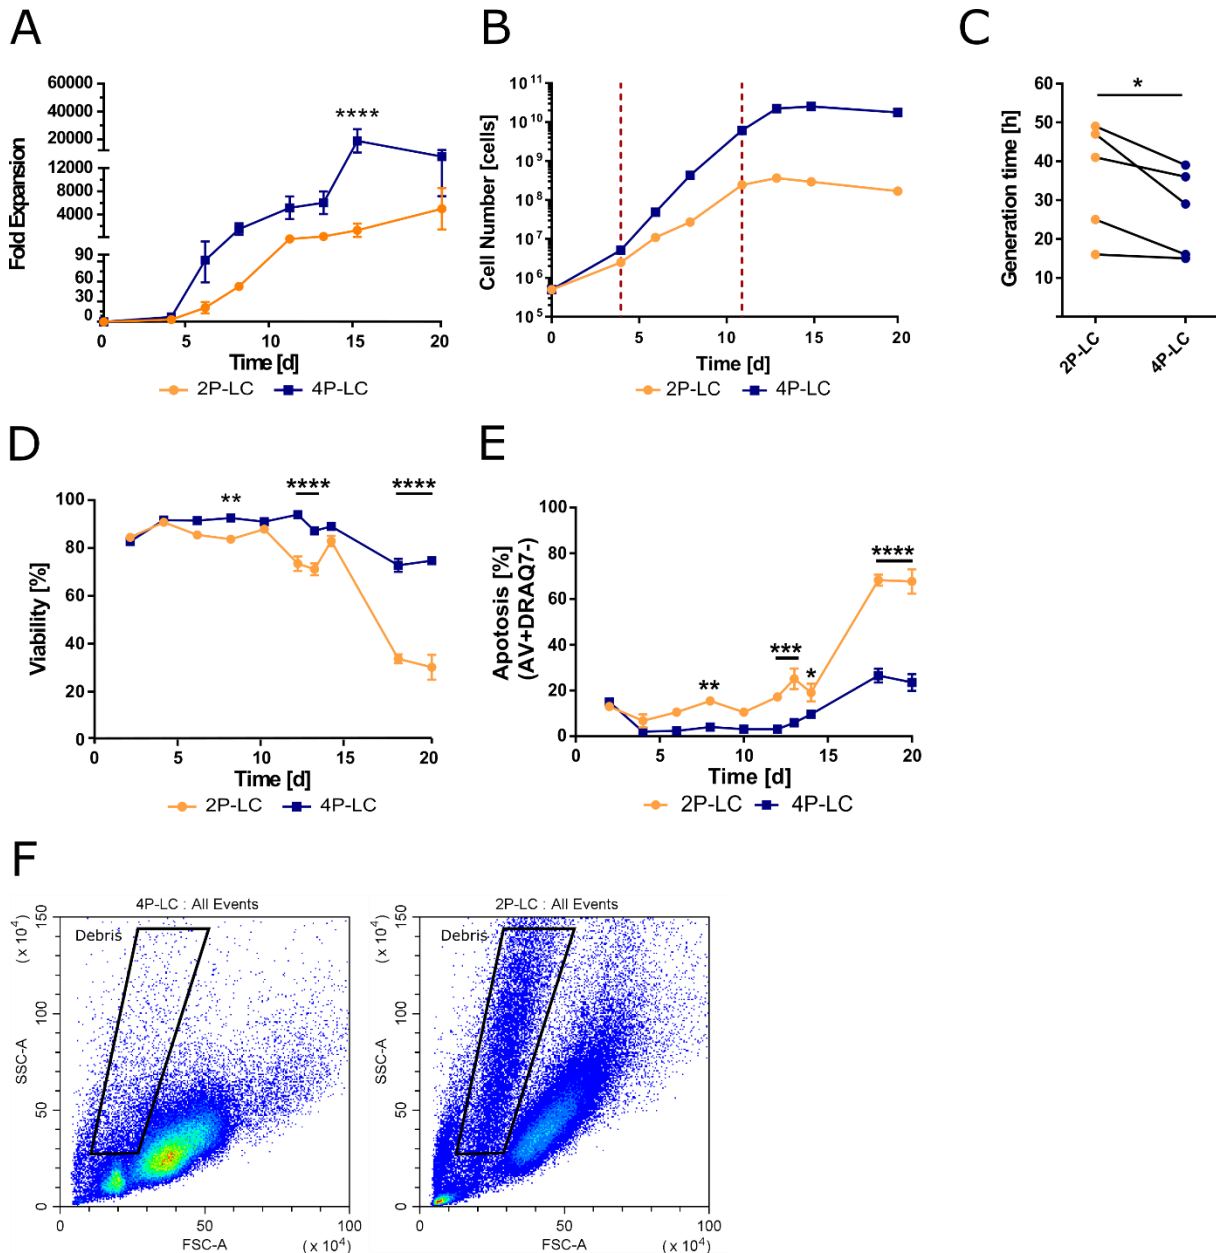 A
Fold Expansion
60000
40000
20000
12000
8000
4000
90
60
30
0
****
0 5 10 15 20
Time [d]
2P-LC 4P-LC
B
Cell Number [cells]
10^11
10^10
10^9
10^8
10^7
10^6
10^5
0 5 10 15 20
Time [d]
2P-LC 4P-LC
C
Generation time [h]
60
50
40
30
20
10
*
2P-LC 4P-LC
D
Viability [%]
100
80
60
40
20
0
** **** ****
0 5 10 15 20
Time [d]
2P-LC 4P-LC
E
Apotosis [%]
(AV+DRAQ7-)
100
80
60
40
20
0
** *** * ****
0 5 10 15 20
Time [d]
2P-LC 4P-LC
F
4P-LC : All Events
(x 10^4)
150
100
50
0
SSC-A
Debris
0 50 100
FSC-A (x 10^4)
2P-LC : All Events
(x 10^4)
150
100
50
0
SSC-A
Debris
0 50 100
FSC-A (x 10^4)